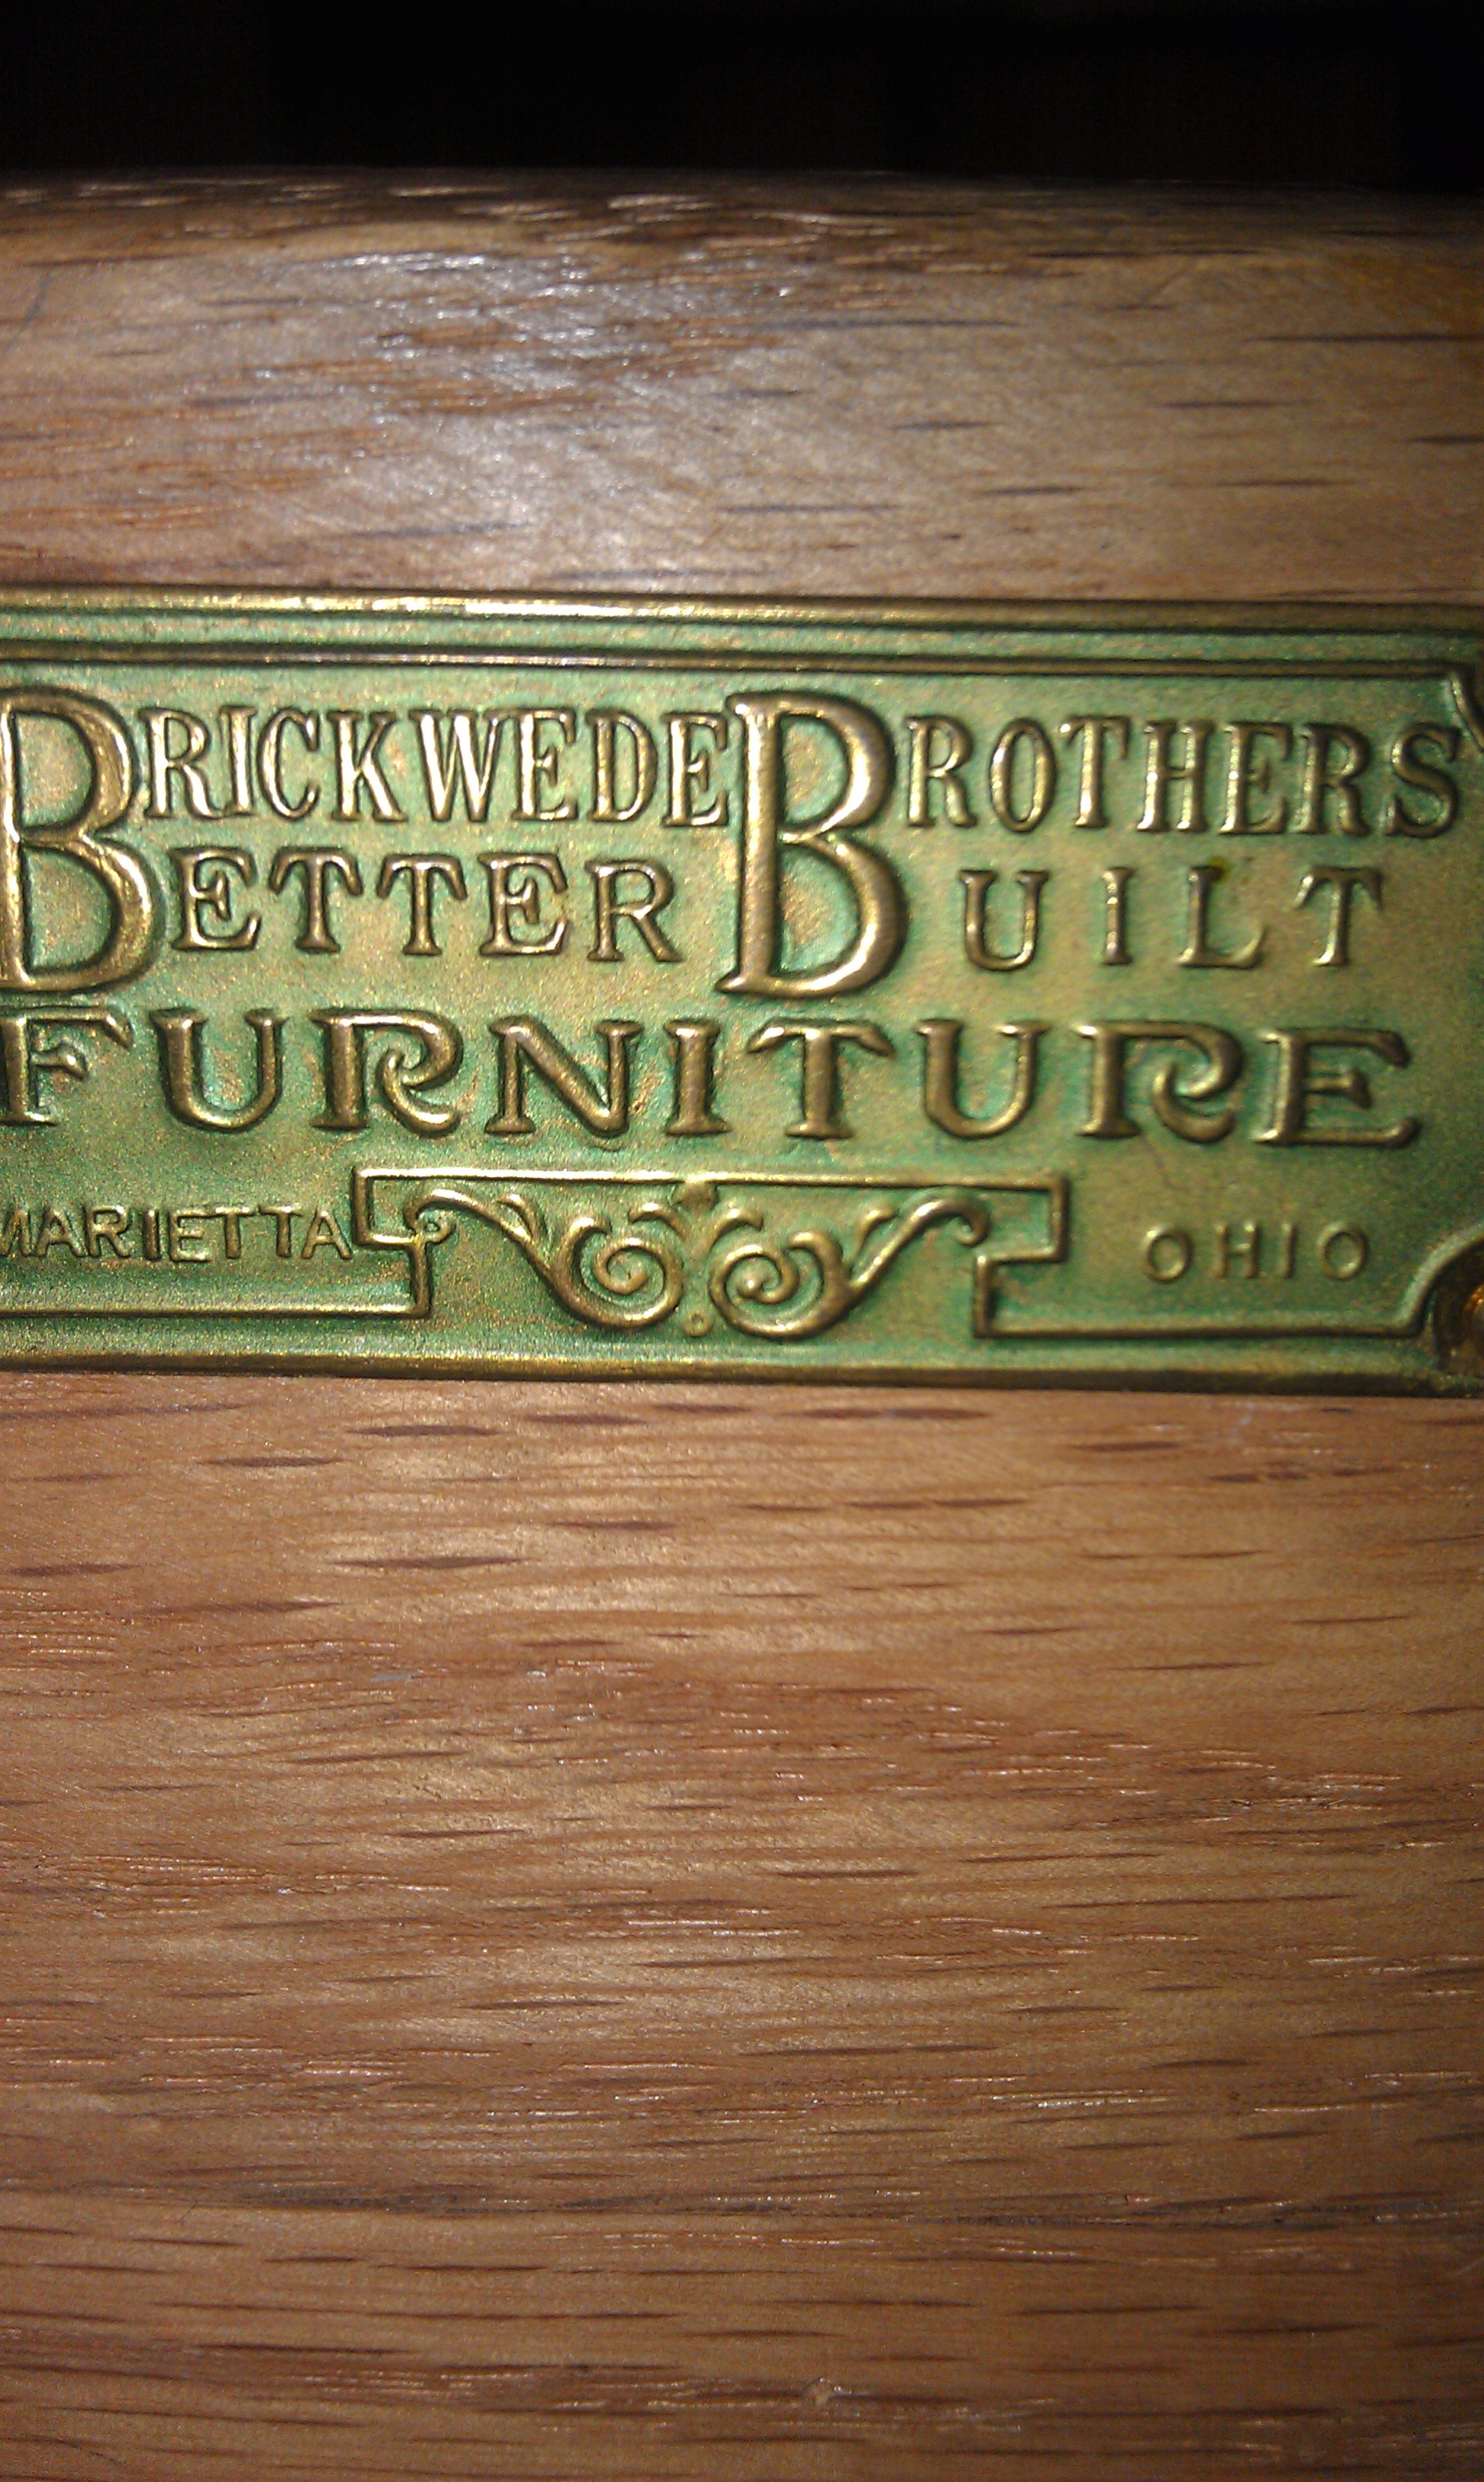 BRICKWEDE BROTHERS
BETTER BUILT
FURNITURE
MARIETTA OHIO